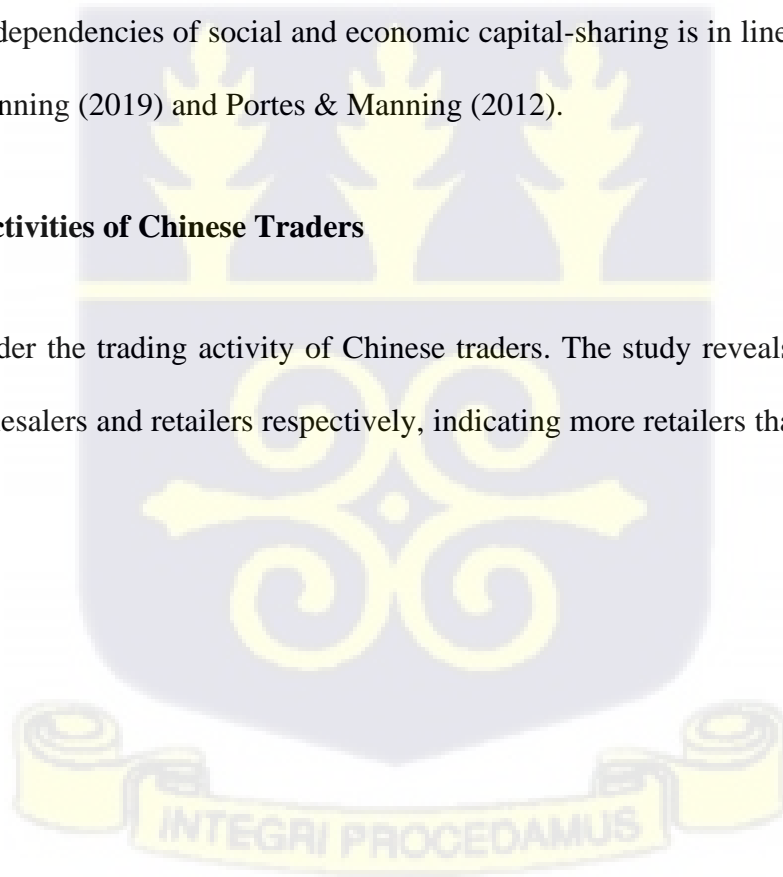 dependencies of social and economic capital-sharing is in line
nning (2019) and Portes & Manning (2012).
ctivities of Chinese Traders
der the trading activity of Chinese traders. The study reveals
lesalers and retailers respectively, indicating more retailers tha
INTEGRI PROCEDAMUS